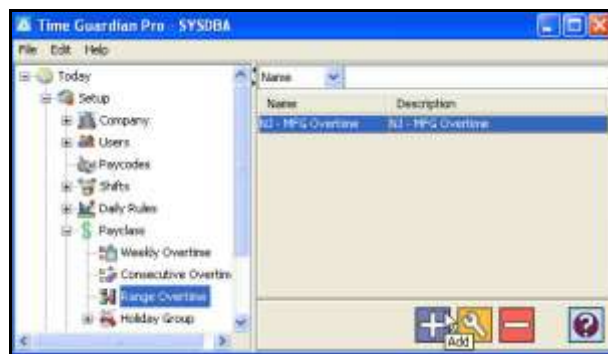 Time Guardian Pro - SYSDBA
File Edit Help
Today
Setup
Company
Users
Paycodes
Shifts
Daily Rules
Payclass
Weekly Overtime
Consecutive Overtim
Range Overtime
Holiday Group
Name
Name Description
NJ - MFG Overtime NJ - MFG Overtime
Add